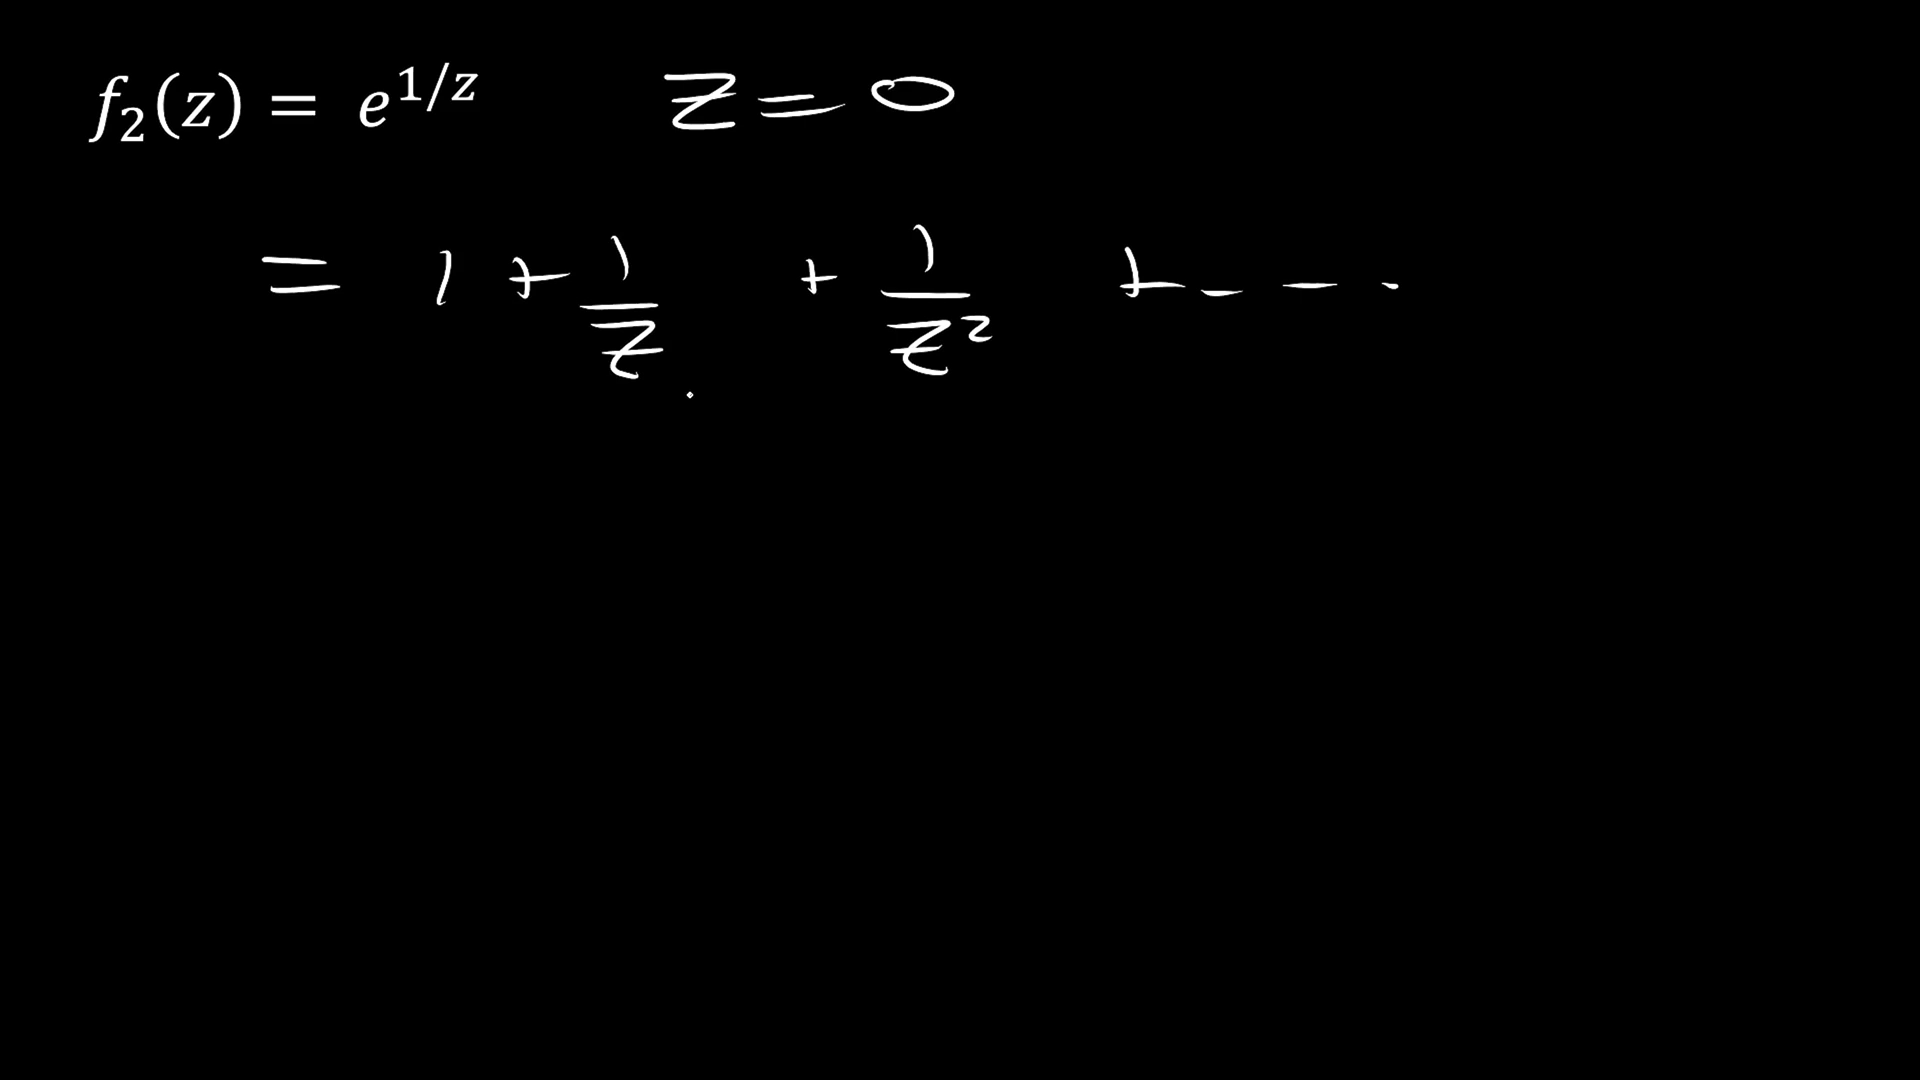 f₂(z) = e^{1/z} z = 0
= 1 + 1/z + 1/z² + - - - .